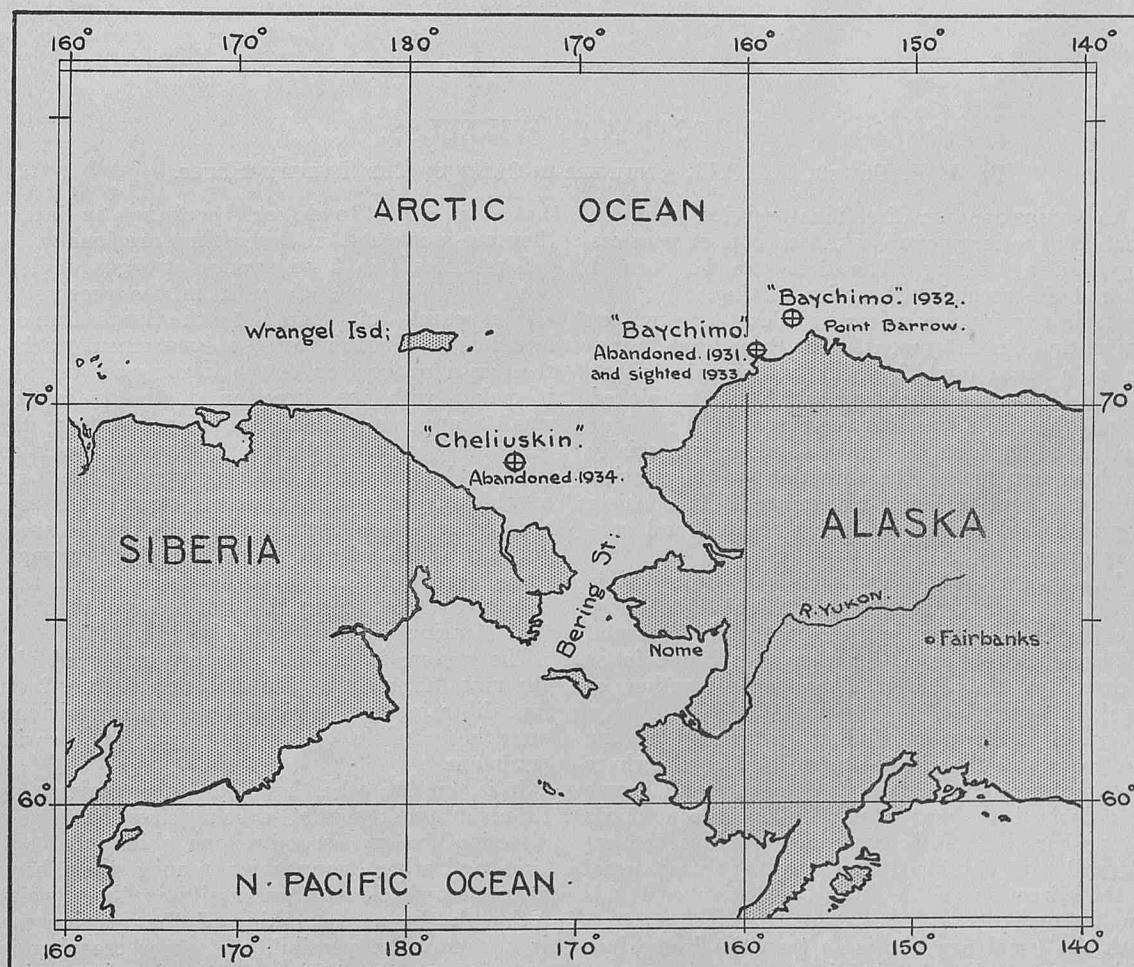 160° 170° 180 170° 160° 150° 140°
ARCTIC OCEAN
"Baychimo". 1932.
Point Barrow.
"Baychimo".
Abandoned. 1931.
and sighted 1933.
Wrangel Isd;
70° 70°
"Cheliuskin".
Abandoned. 1934.
SIBERIA
ALASKA
Bering St:
R. YUKON.
Nome
Fairbanks.
60° 60°
N. PACIFIC OCEAN.
160° 170° 180° 170° 160° 150° 140°